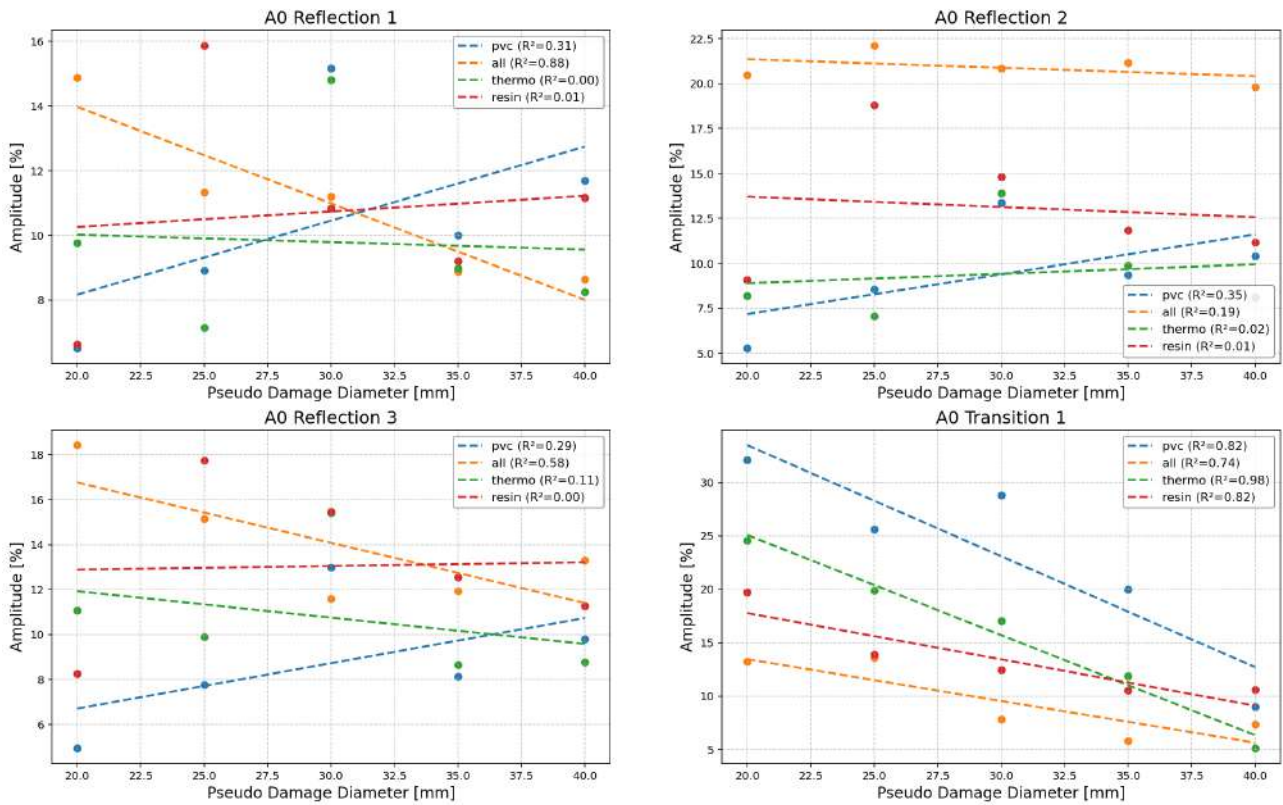 A0 Reflection 1
Amplitude [%]
16
14
12
10
8
pvc (R²=0.31)
all (R²=0.88)
thermo (R²=0.00)
resin (R²=0.01)
20.0 22.5 25.0 27.5 30.0 32.5 35.0 37.5 40.0
Pseudo Damage Diameter [mm]
A0 Reflection 2
Amplitude [%]
22.5
20.0
17.5
15.0
12.5
10.0
7.5
5.0
pvc (R²=0.35)
all (R²=0.19)
thermo (R²=0.02)
resin (R²=0.01)
20.0 22.5 25.0 27.5 30.0 32.5 35.0 37.5 40.0
Pseudo Damage Diameter [mm]
A0 Reflection 3
Amplitude [%]
18
16
14
12
10
8
6
pvc (R²=0.29)
all (R²=0.58)
thermo (R²=0.11)
resin (R²=0.00)
20.0 22.5 25.0 27.5 30.0 32.5 35.0 37.5 40.0
Pseudo Damage Diameter [mm]
A0 Transition 1
Amplitude [%]
30
25
20
15
10
5
pvc (R²=0.82)
all (R²=0.74)
thermo (R²=0.98)
resin (R²=0.82)
20.0 22.5 25.0 27.5 30.0 32.5 35.0 37.5 40.0
Pseudo Damage Diameter [mm]